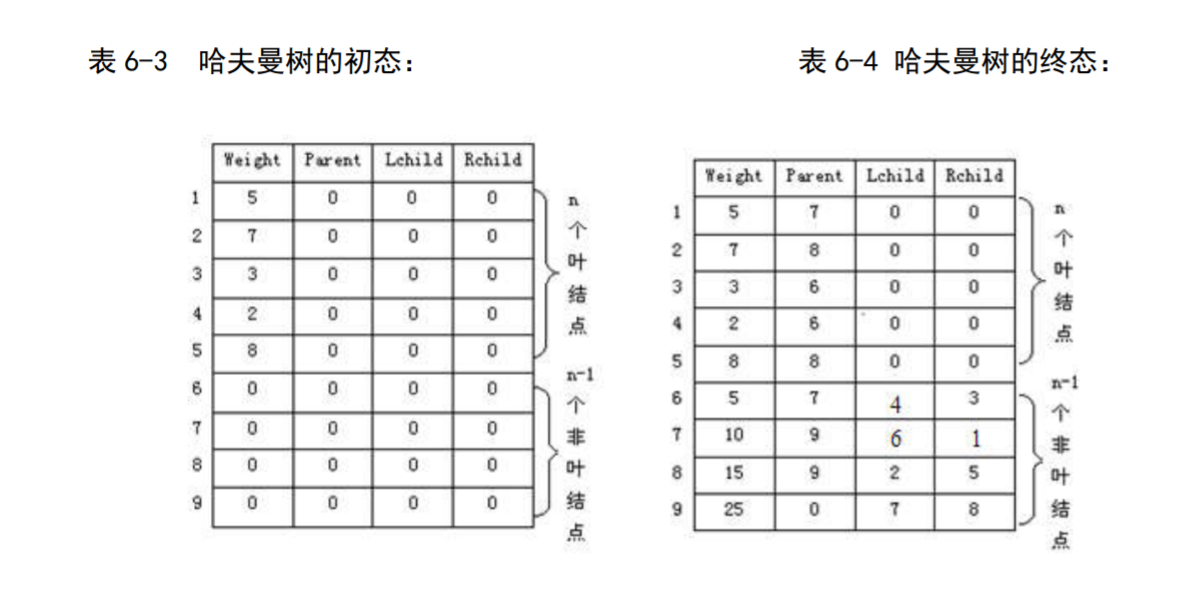 表 6-3 哈夫曼树的初态： 表 6-4 哈夫曼树的终态：
Weight Parent Lchild Rchild
1 5 0 0 0
2 7 0 0 0
3 3 0 0 0
4 2 0 0 0
5 8 0 0 0
6 0 0 0 0
7 0 0 0 0
8 0 0 0 0
9 0 0 0 0
n个叶结点
n-1个非叶结点
Weight Parent Lchild Rchild
1 5 7 0 0
2 7 8 0 0
3 3 6 0 0
4 2 6 0 0
5 8 8 0 0
6 5 7 4 3
7 10 9 6 1
8 15 9 2 5
9 25 0 7 8
n个叶结点
n-1个非叶结点